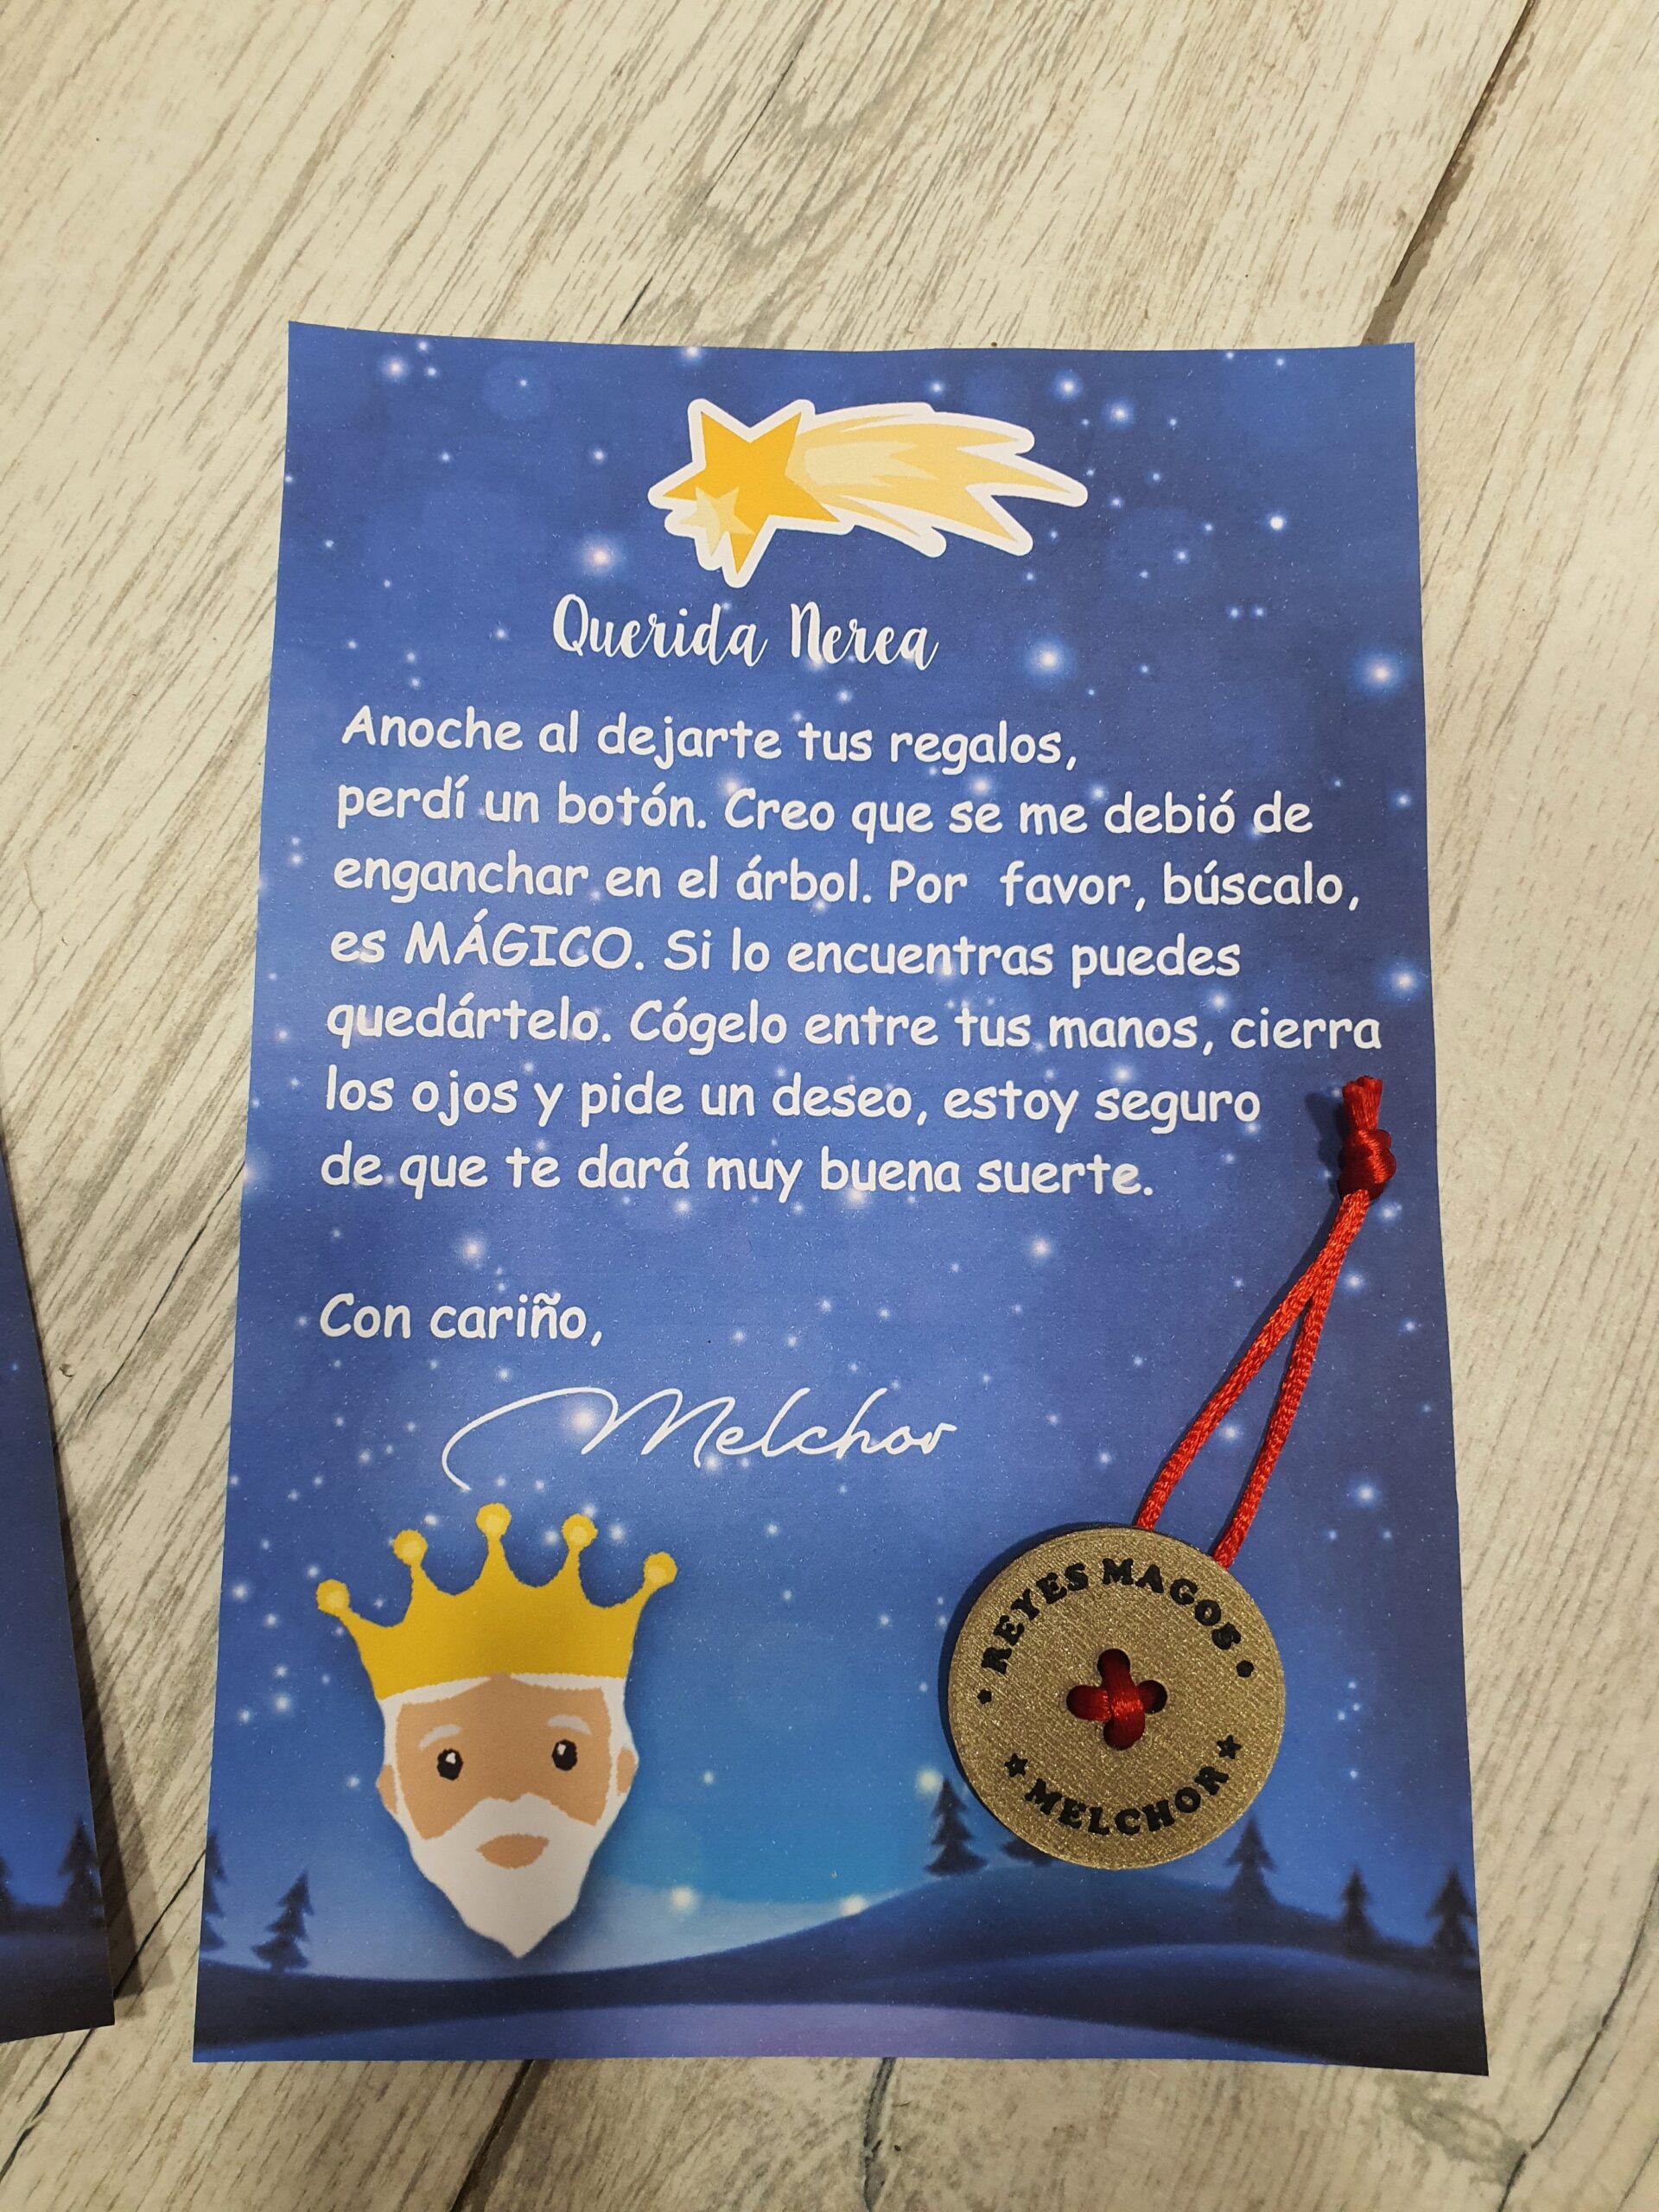 Querida Nerea
Anoche al dejarte tus regalos,
perdí un botón. Creo que se me debió de
enganchar en el árbol. Por favor, búscalo,
es MÁGICO. Si lo encuentras puedes
quedártelo. Cógelo entre tus manos, cierra
los ojos y pide un deseo, estoy seguro
de que te dará muy buena suerte.
Con cariño,
Melchor
REYES MAGOS
MELCHOR